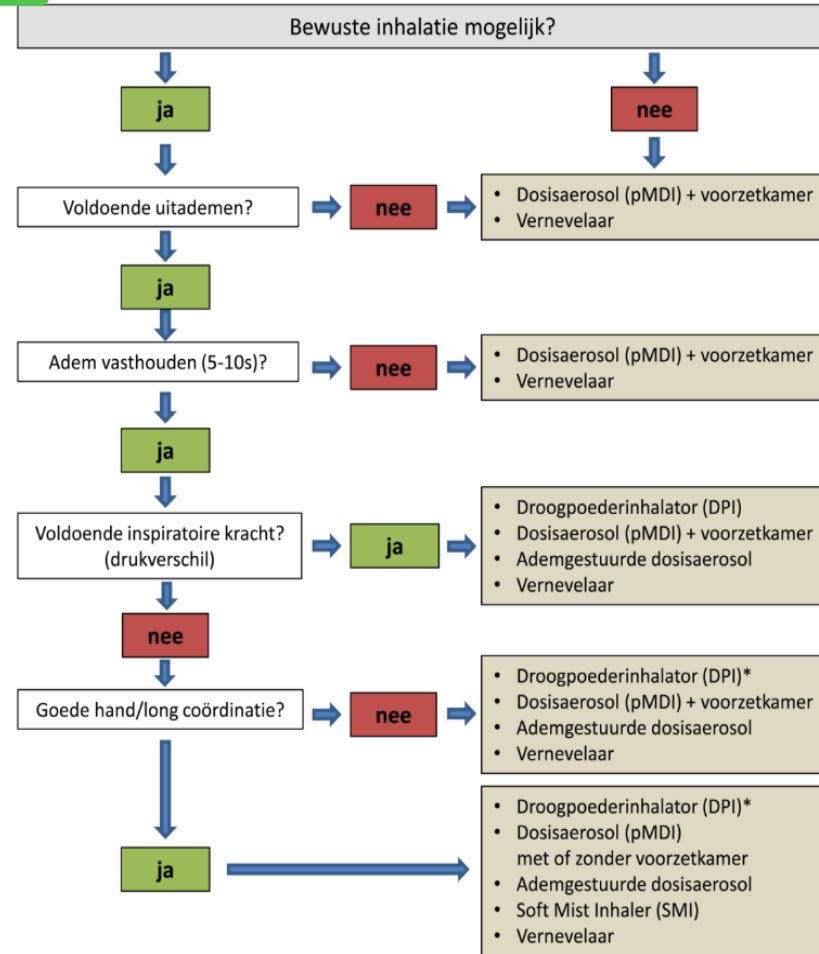 Bewuste inhalatie mogelijk?
ja
nee
Voldoende uitademen?
nee
• Dosisaerosol (pMDI) + voorzetkamer
• Vernevelaar
ja
Adem vasthouden (5-10s)?
nee
• Dosisaerosol (pMDI) + voorzetkamer
• Vernevelaar
ja
Voldoende inspiratoire kracht?
(drukverschil)
ja
• Droogpoederinhalator (DPI)
• Dosisaerosol (pMDI) + voorzetkamer
• Ademgestuurde dosisaerosol
• Vernevelaar
nee
Goede hand/long coördinatie?
nee
• Droogpoederinhalator (DPI)*
• Dosisaerosol (pMDI) + voorzetkamer
• Ademgestuurde dosisaerosol
• Vernevelaar
ja
• Droogpoederinhalator (DPI)*
• Dosisaerosol (pMDI)
met of zonder voorzetkamer
• Ademgestuurde dosisaerosol
• Soft Mist Inhaler (SMI)
• Vernevelaar